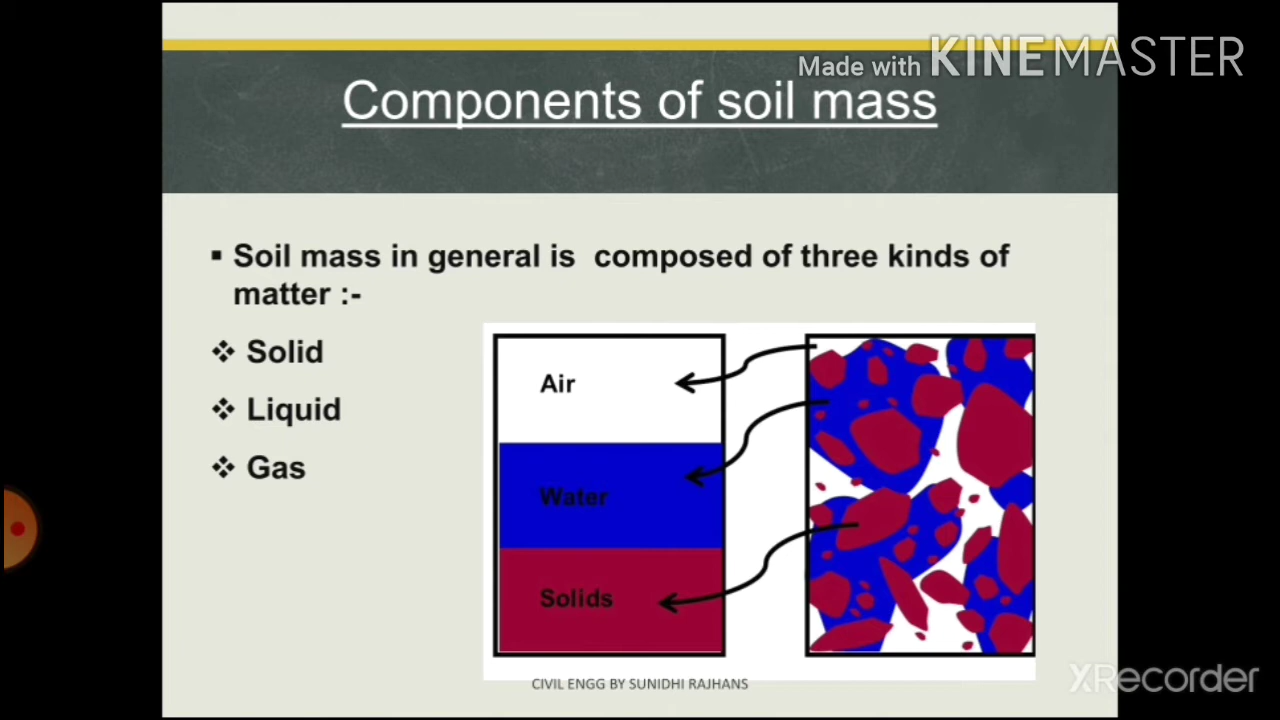 Made with KINEMASTER
Components of soil mass
▪ Soil mass in general is composed of three kinds of
matter :-
❖ Solid
❖ Liquid
❖ Gas
Air
Water
Solids
CIVIL ENGG BY SUNIDHI RAJHANS
XRecorder